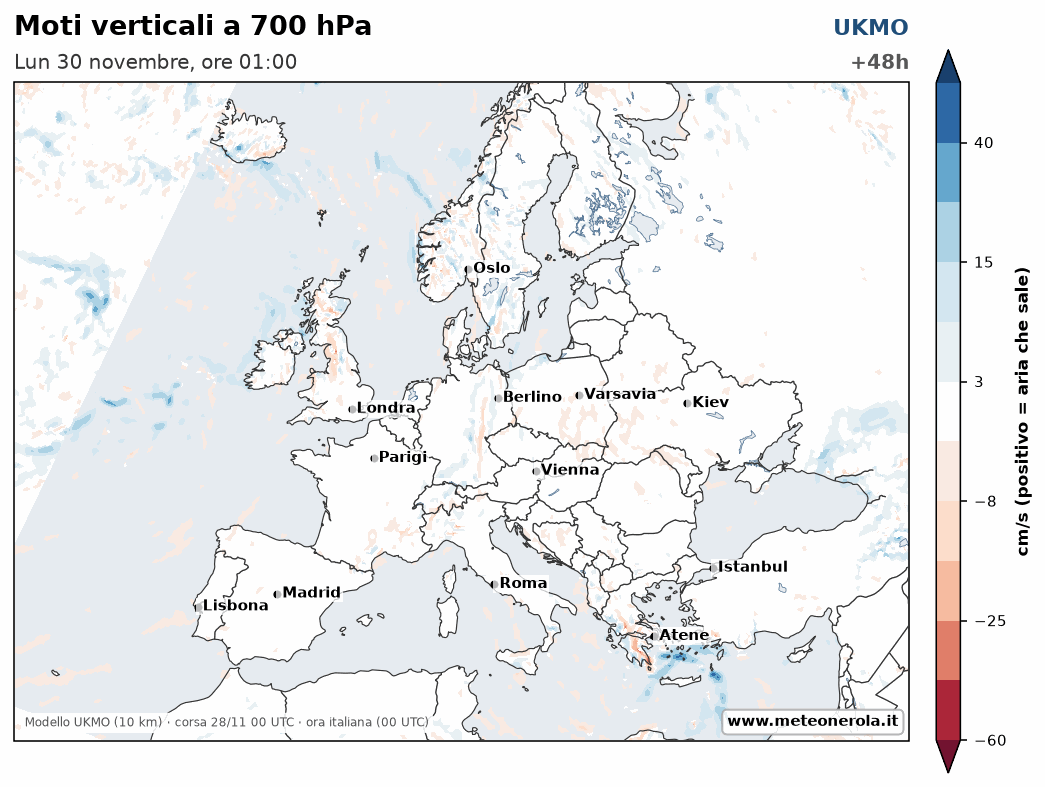 Moti verticali a 700 hPa
UKMO
Lun 30 novembre, ore 01:00
+48h
40
15
3
−8
−25
−60
cm/s (positivo = aria che sale)
Oslo
Londra
Berlino
Varsavia
Kiev
Parigi
Vienna
Istanbul
Roma
Madrid
Lisbona
Atene
Modello UKMO (10 km) · corsa 28/11 00 UTC · ora italiana (00 UTC)
www.meteonerola.it